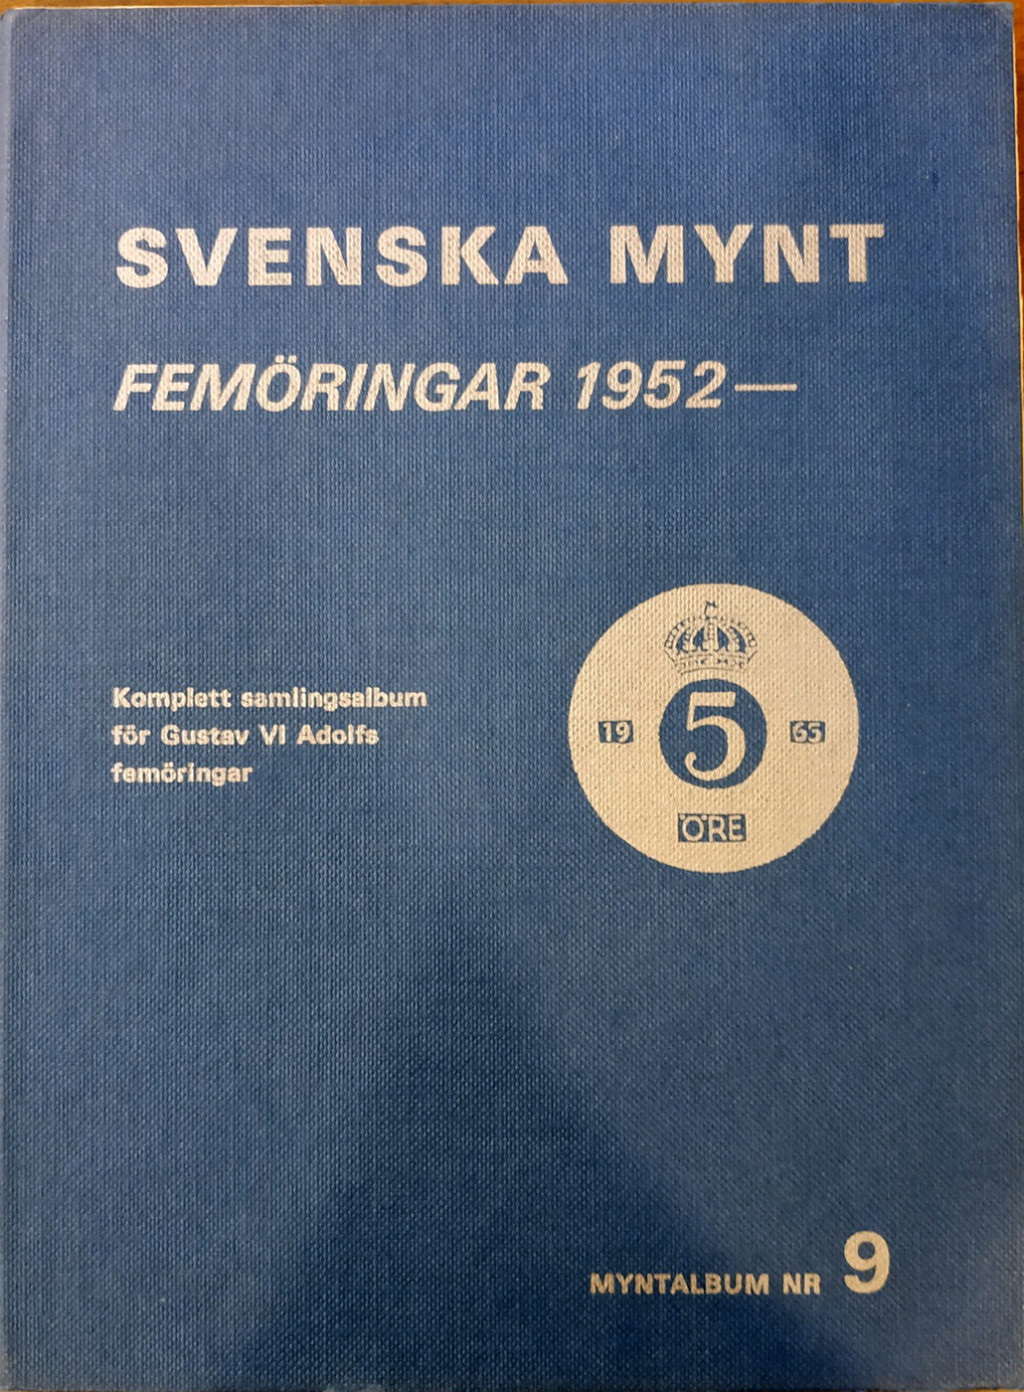 SVENSKA MYNT
FEMÖRINGAR 1952—
Komplett samlingsalbum
för Gustav VI Adolfs
femöringar
19 5 65
ÖRE
MYNTALBUM NR 9